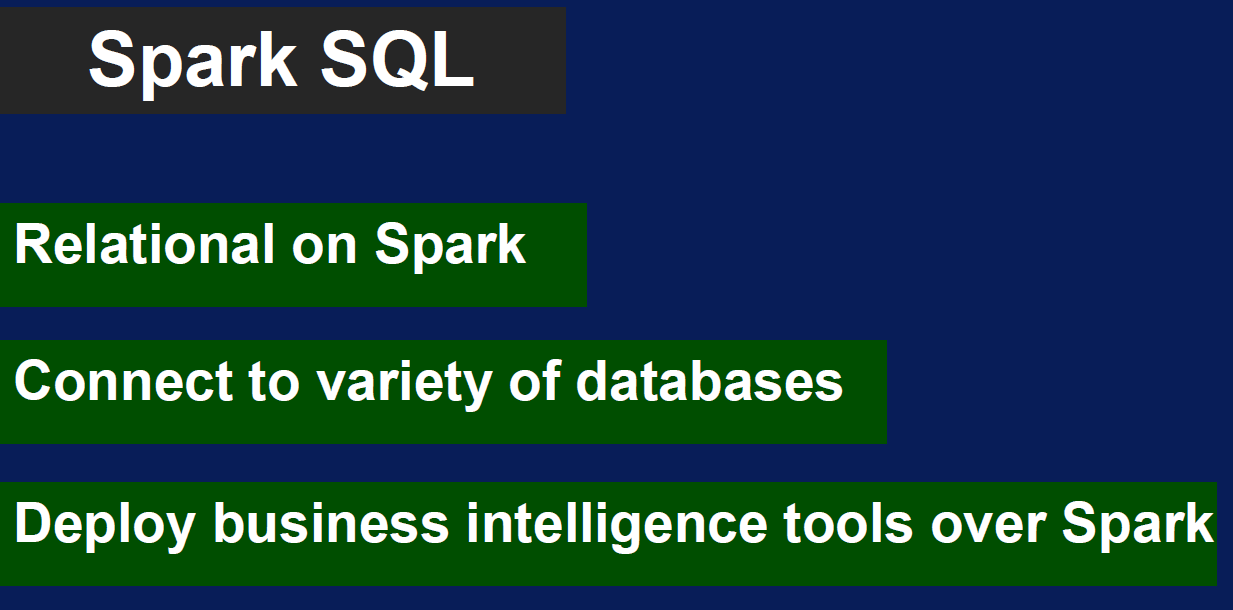 Spark SQL
Relational on Spark
Connect to variety of databases
Deploy business intelligence tools over Spark